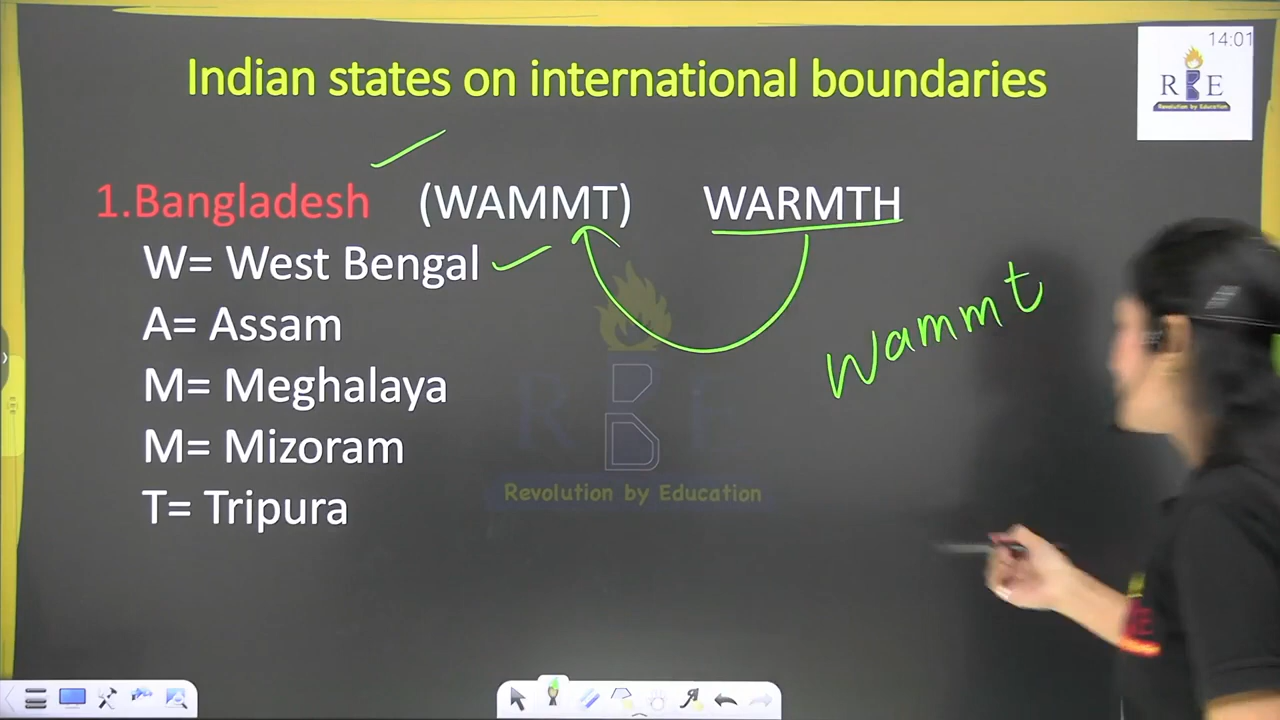 14:01
RBE
Revolution by Education
Indian states on international boundaries
1.Bangladesh (WAMMT) WARMTH
W= West Bengal
A= Assam
M= Meghalaya
M= Mizoram
T= Tripura
Wammt
RBE
Revolution by Education